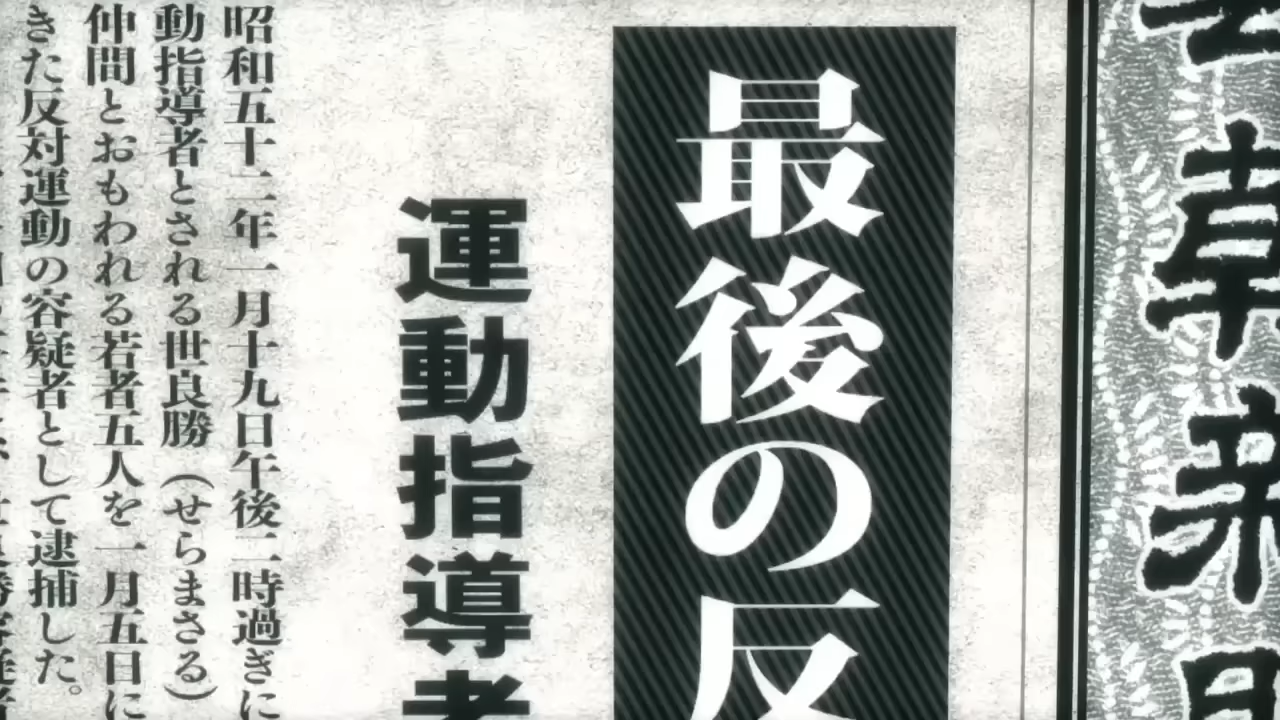 最後の反
運動指導者
昭和五十二年一月十九日午後二時過ぎに
動指導者とされる世良勝（せらまさる）
仲間とおもわれる若者五人を一月五日に
きた反対運動の容疑者として逮捕した。